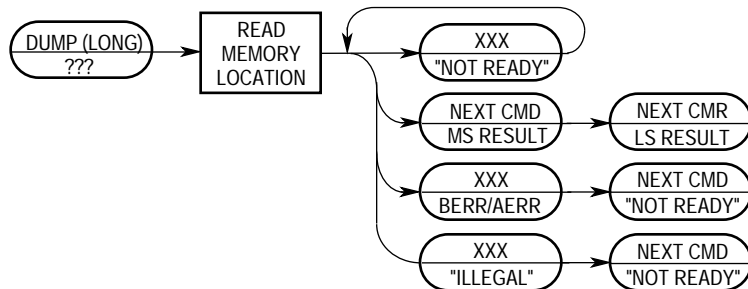 DUMP (LONG)
???
READ
MEMORY
LOCATION
XXX
"NOT READY"
NEXT CMD
MS RESULT
NEXT CMR
LS RESULT
XXX
BERR/AERR
NEXT CMD
"NOT READY"
XXX
"ILLEGAL"
NEXT CMD
"NOT READY"